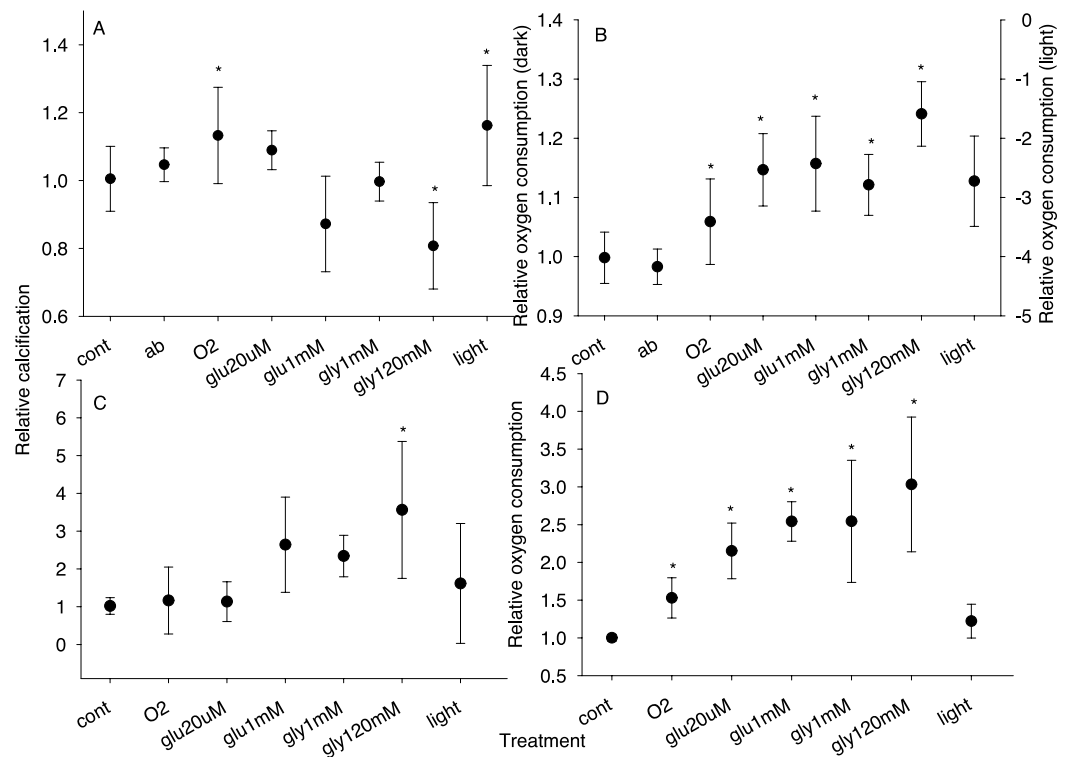 A
1.4
1.2
1.0
0.8
0.6
*
*
*
cont
ab
O2
glu20uM
glu1mM
gly1mM
gly120mM
light
B
Relative oxygen consumption (dark)
1.4
1.3
1.2
1.1
1.0
0.9
*
*
*
*
*
0
-1
-2
-3
-4
-5
Relative oxygen consumption (light)
cont
ab
O2
glu20uM
glu1mM
gly1mM
gly120mM
light
Relative calcification
C
7
6
5
4
3
2
1
0
*
cont
O2
glu20uM
glu1mM
gly1mM
gly120mM
light
D
Relative oxygen consumption
4.5
4.0
3.5
3.0
2.5
2.0
1.5
1.0
0.5
*
*
*
*
*
cont
O2
glu20uM
glu1mM
gly1mM
gly120mM
light
Treatment